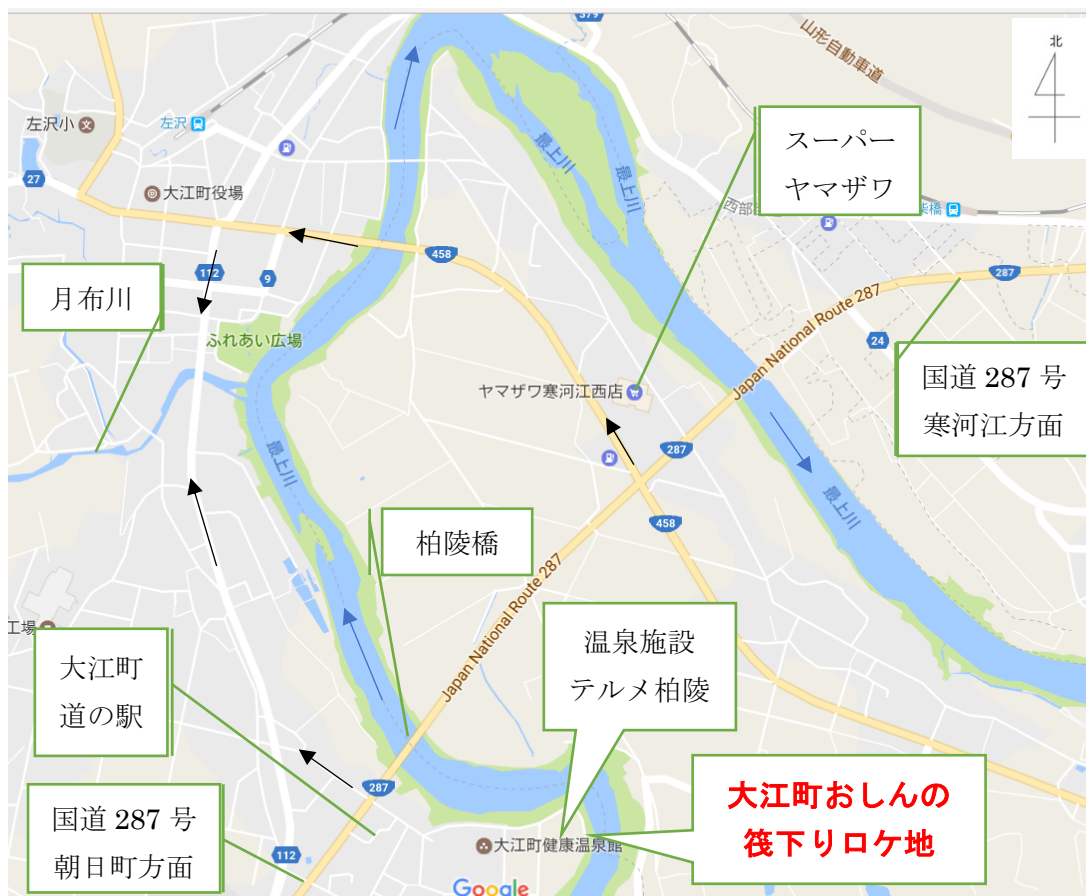 379
山形自動車道
北
左沢小
左沢
スーパー
ヤマザワ
27
大江町役場
最上川
最上川
西部
柴橋
458
287
112
9
月布川
ふれあい広場
Japan National Route 287
24
国道 287 号
寒河江方面
ヤマザワ寒河江西店
287
最上川
最上川
458
柏陵橋
Japan National Route 287
工場
大江町
道の駅
温泉施設
テルメ柏陵
287
大江町おしんの
筏下りロケ地
国道 287 号
朝日町方面
112
大江町健康温泉館
Google